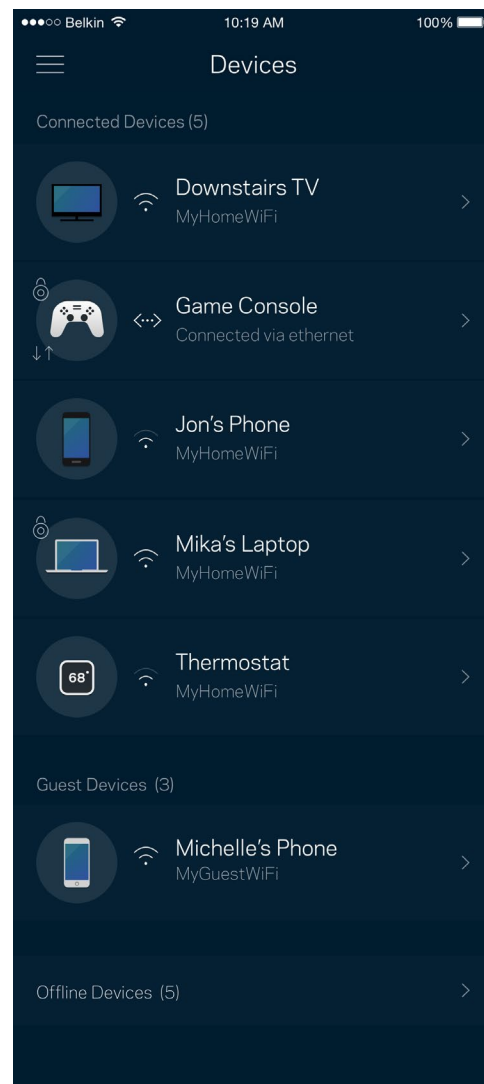 Belkin 10:19 AM 100%
Devices
Connected Devices (5)
Downstairs TV
MyHomeWiFi
Game Console
Connected via ethernet
Jon's Phone
MyHomeWiFi
Mika's Laptop
MyHomeWiFi
68°
Thermostat
MyHomeWiFi
Guest Devices (3)
Michelle's Phone
MyGuestWiFi
Offline Devices (5)